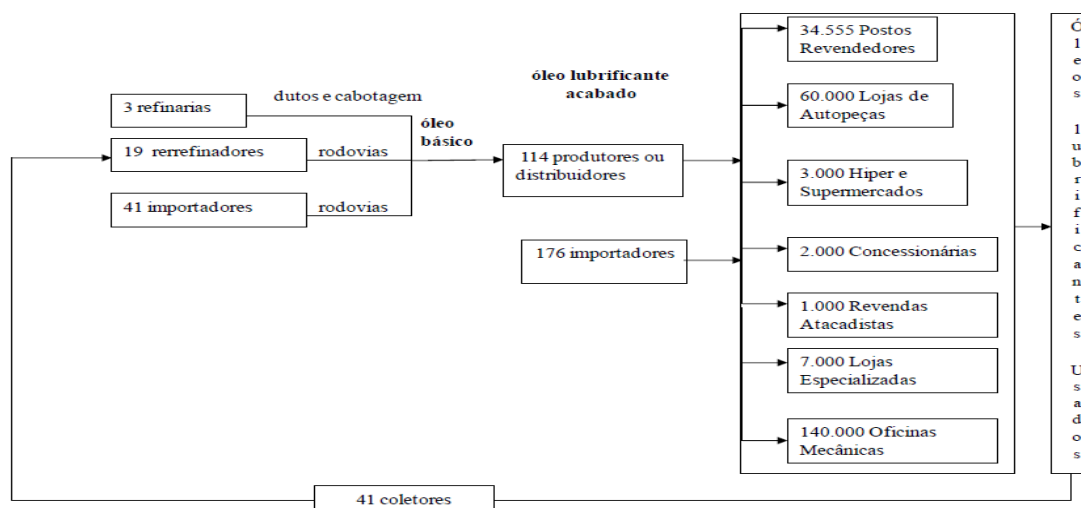 34.555 Postos
Revendedores
óleo lubrificante
acabado
dutos e cabotagem
3 refinarias
60.000 Lojas de
Autopeças
óleo
básico
19 rerrefinadores
rodovias
114 produtores ou
distribuidores
3.000 Hiper e
Supermercados
41 importadores
rodovias
176 importadores
2.000 Concessionárias
1.000 Revendas
Atacadistas
7.000 Lojas
Especializadas
140.000 Oficinas
Mecânicas
41 coletores
Ó
l
e
o
s
l
u
b
r
i
f
i
c
a
n
t
e
s
U
s
a
d
o
s